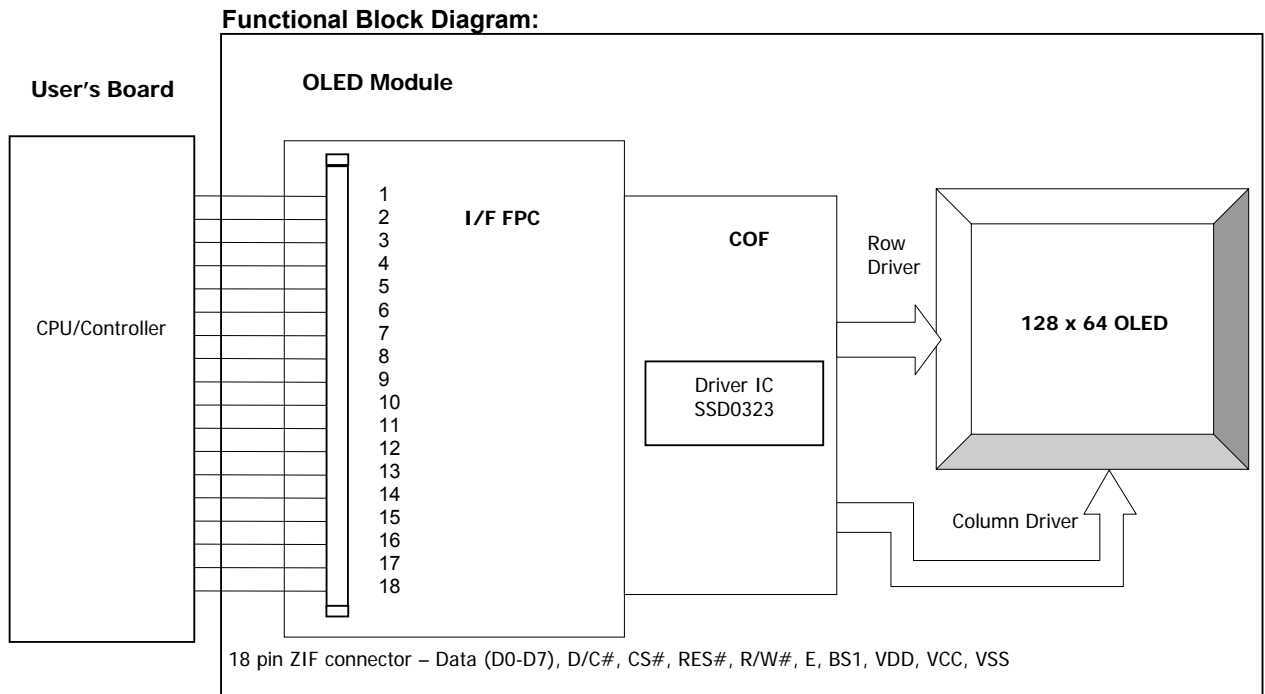 Functional Block Diagram:
User's Board
OLED Module
CPU/Controller
1
2
3
4
5
6
7
8
9
10
11
12
13
14
15
16
17
18
I/F FPC
COF
Driver IC
SSD0323
Row
Driver
128 x 64 OLED
Column Driver
18 pin ZIF connector – Data (D0-D7), D/C#, CS#, RES#, R/W#, E, BS1, VDD, VCC, VSS